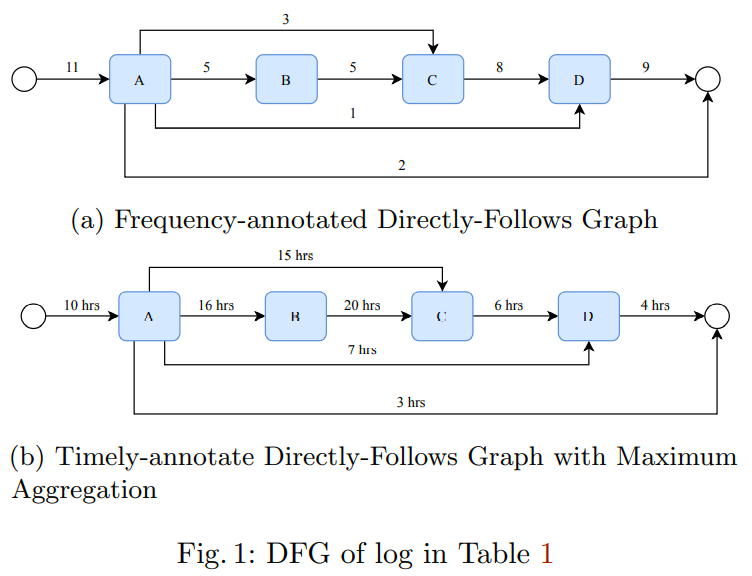 3
11
A
5
B
5
C
8
D
9
1
2
(a) Frequency-annotated Directly-Follows Graph
15 hrs
10 hrs
A
16 hrs
B
20 hrs
C
6 hrs
D
4 hrs
7 hrs
3 hrs
(b) Timely-annotate Directly-Follows Graph with Maximum
Aggregation
Fig. 1: DFG of log in Table 1